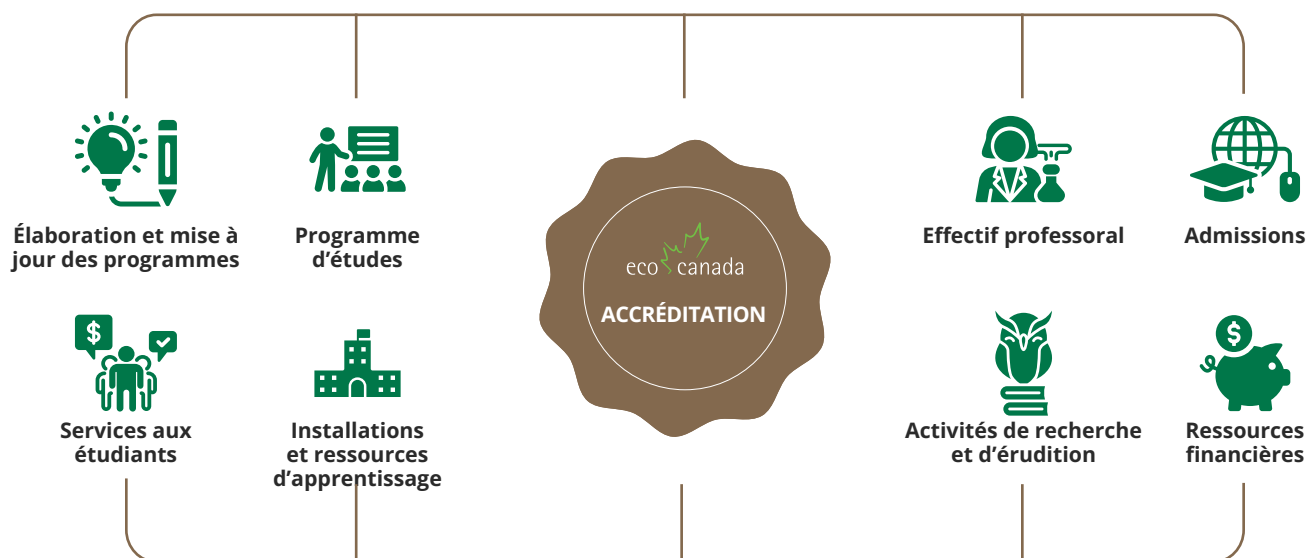 Élaboration et mise à
jour des programmes
Programme
d’études
eco canada
ACCRÉDITATION
Effectif professoral
Admissions
$
Services aux
étudiants
Installations
et ressources
d’apprentissage
Activités de recherche
et d’érudition
$
Ressources
financières